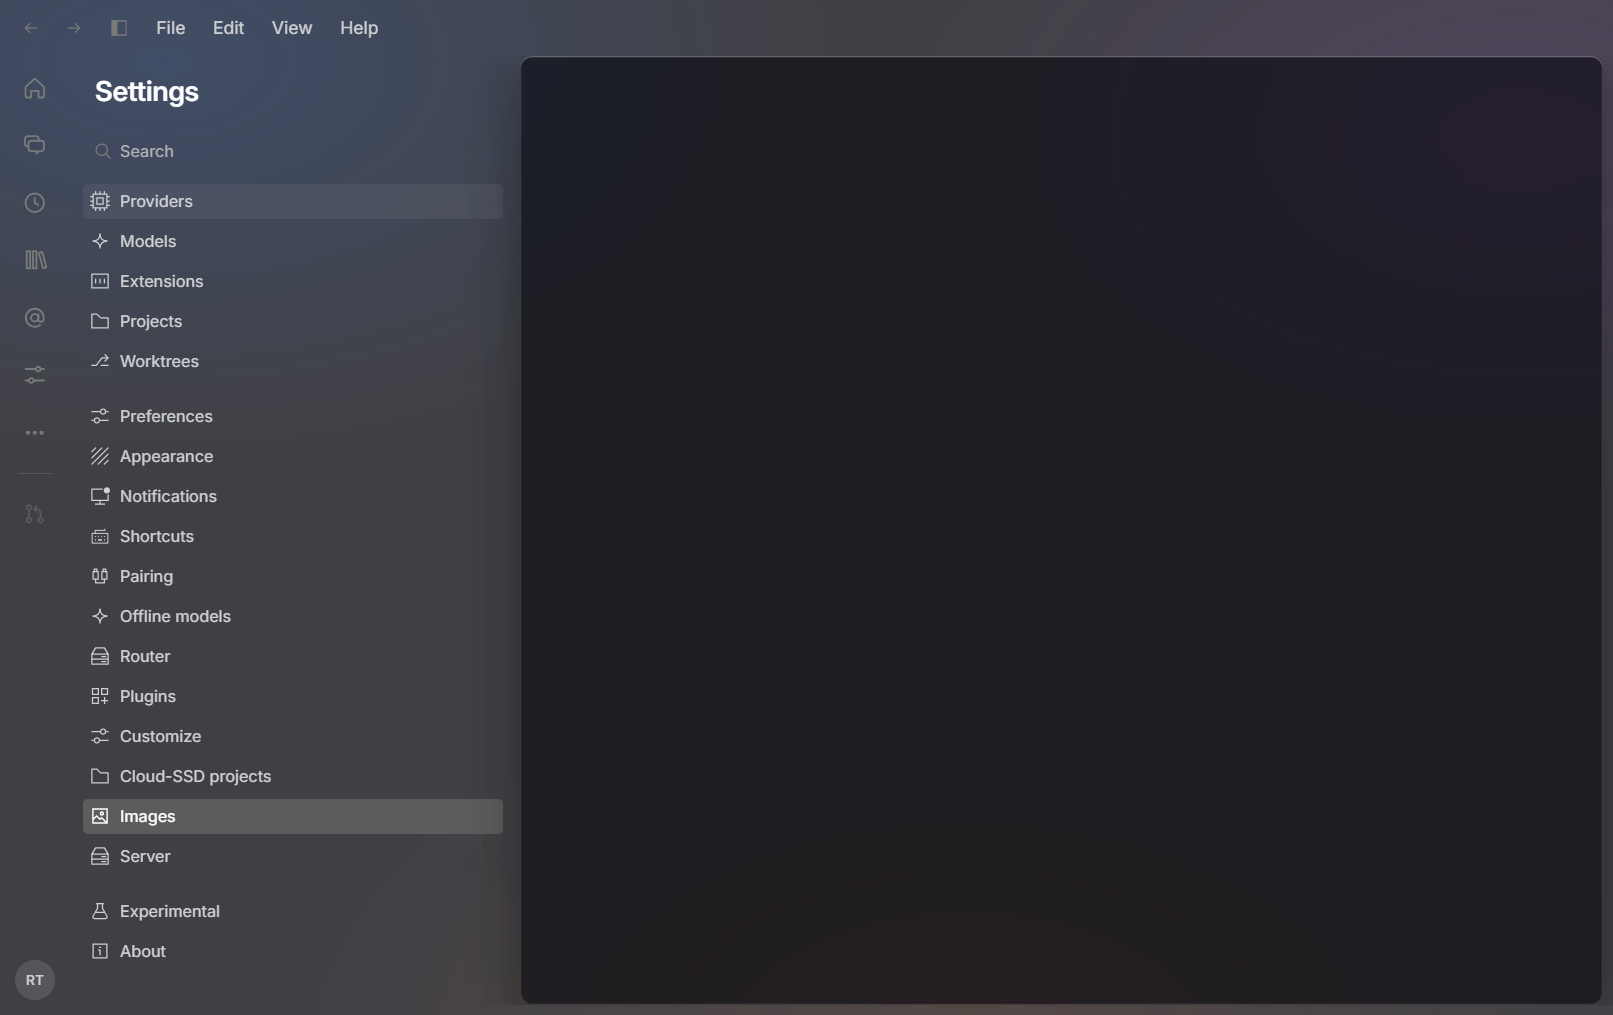 File Edit View Help
Settings
Search
Providers
Models
Extensions
Projects
Worktrees
Preferences
Appearance
Notifications
Shortcuts
Pairing
Offline models
Router
Plugins
Customize
Cloud-SSD projects
Images
Server
Experimental
About
RT